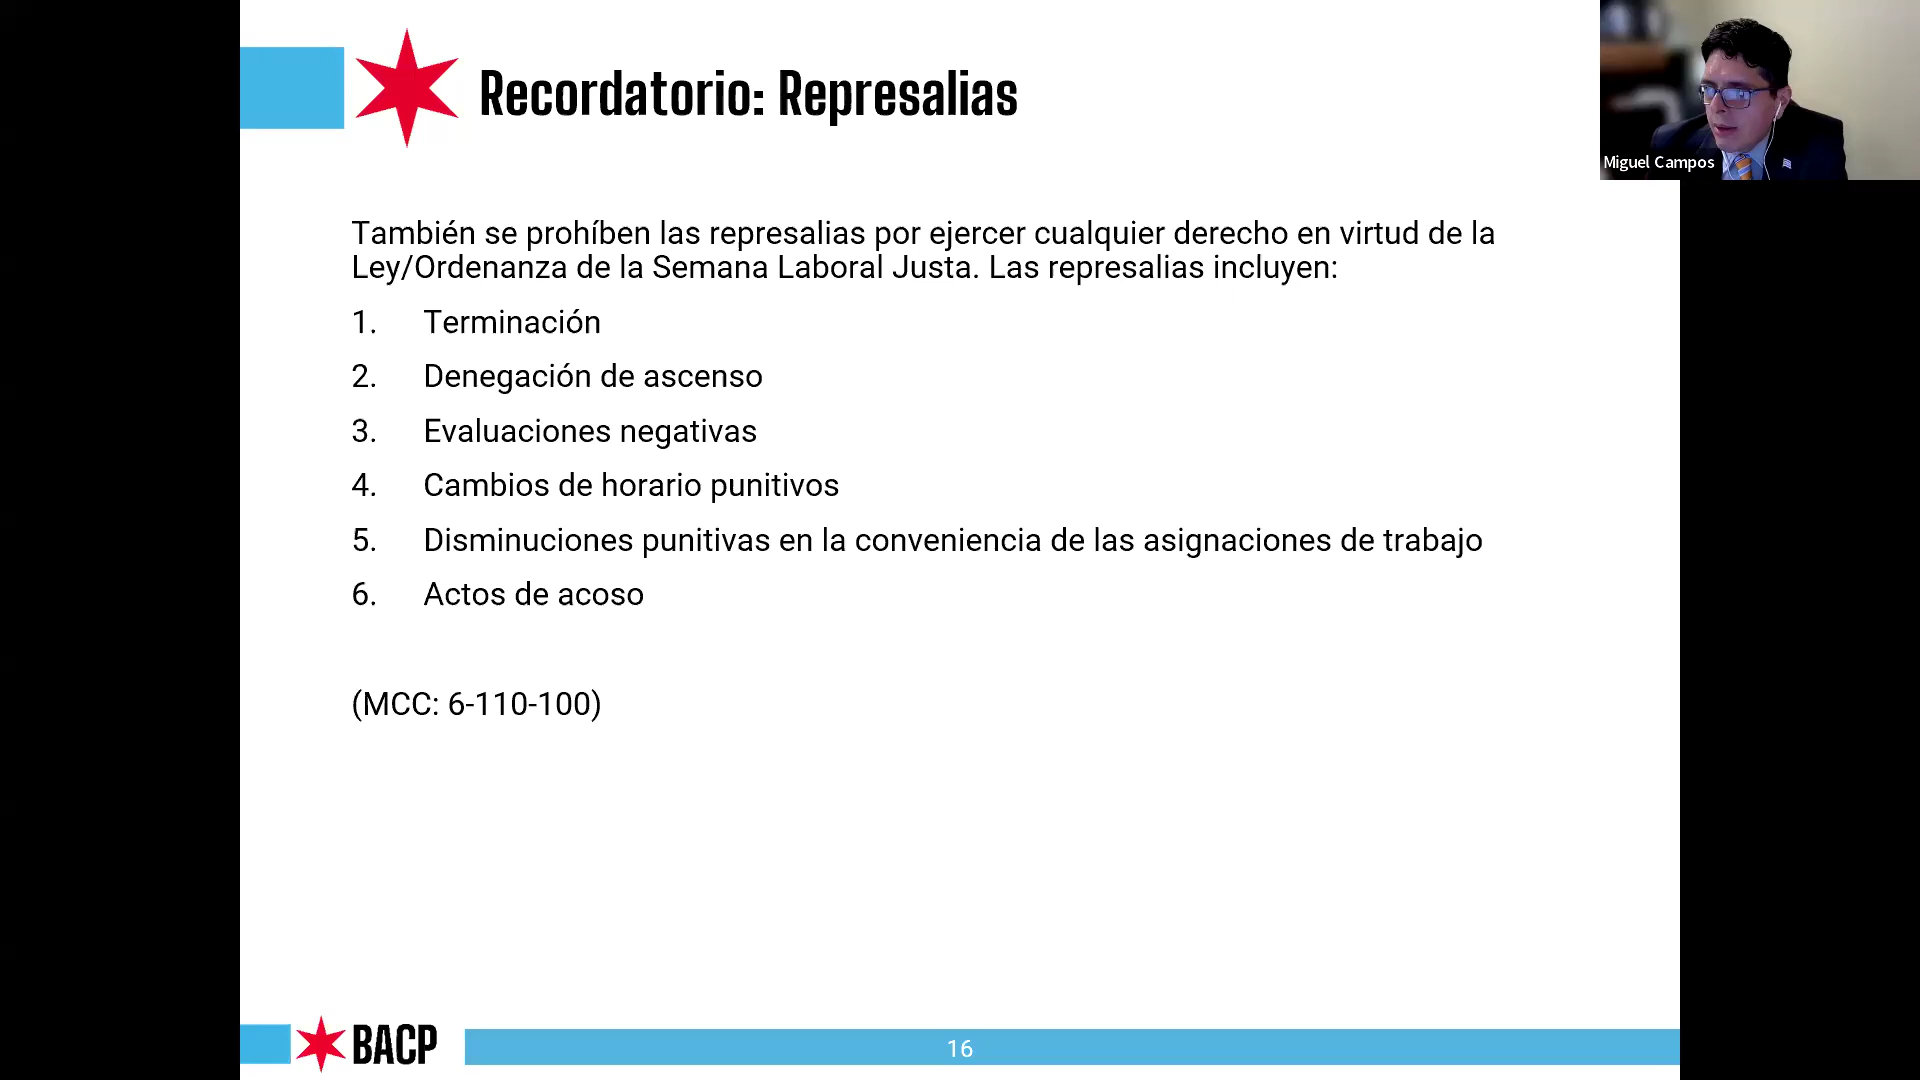 Recordatorio: Represalias
Miguel Campos
También se prohíben las represalias por ejercer cualquier derecho en virtud de la
Ley/Ordenanza de la Semana Laboral Justa. Las represalias incluyen:
1. Terminación
2. Denegación de ascenso
3. Evaluaciones negativas
4. Cambios de horario punitivos
5. Disminuciones punitivas en la conveniencia de las asignaciones de trabajo
6. Actos de acoso
(MCC: 6-110-100)
BACP
16